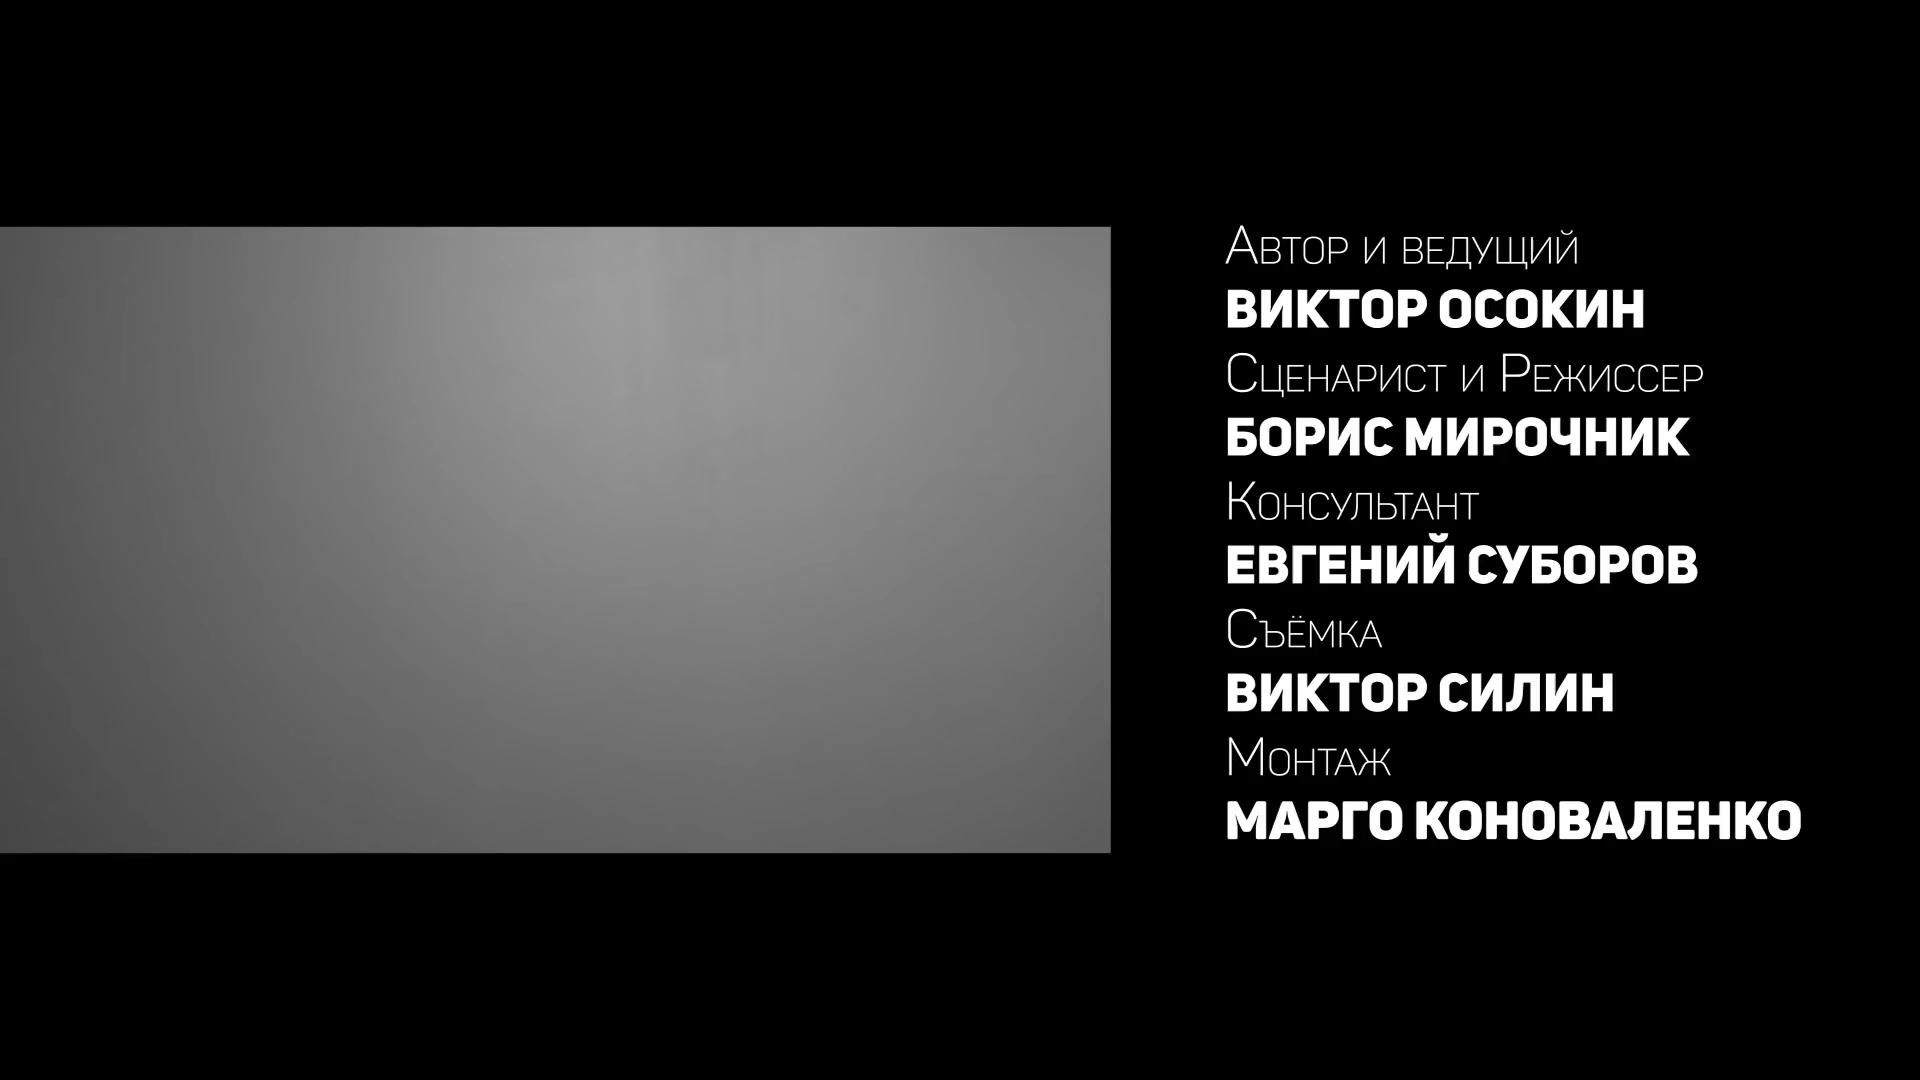 Автор и ведущий
ВИКТОР ОСОКИН
Сценарист и Режиссер
БОРИС МИРОЧНИК
Консультант
ЕВГЕНИЙ СУБОРОВ
Съёмка
ВИКТОР СИЛИН
Монтаж
МАРГО КОНОВАЛЕНКО